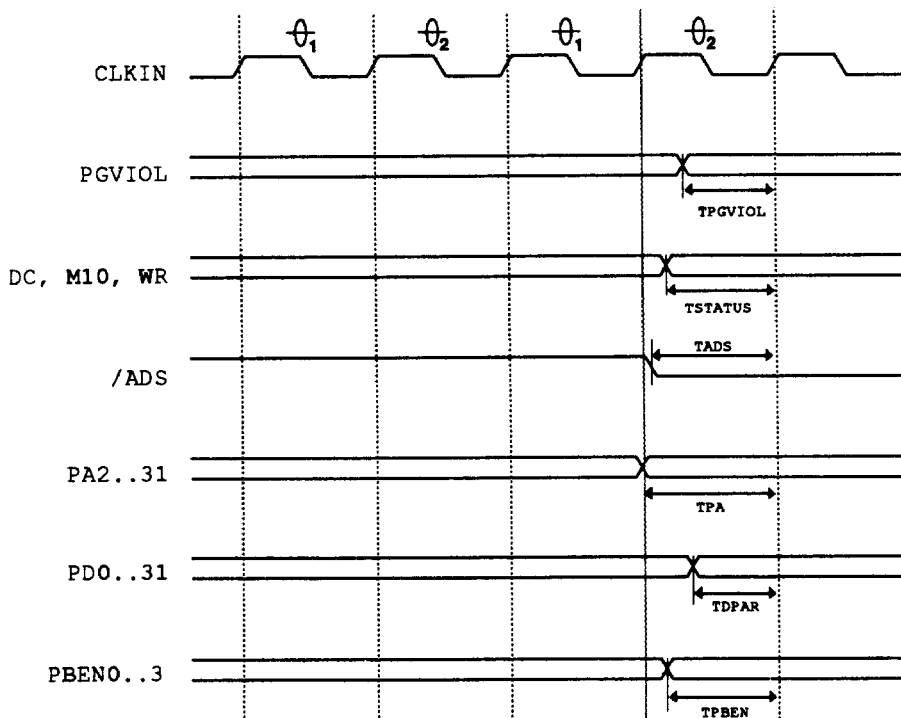 θ1 θ2 θ1 θ2
CLKIN
PGVIOL
TPGVIOL
DC, M10, WR
TSTATUS
TADS
/ADS
PA2..31
TPA
PD0..31
TDPAR
PBEN0..3
TPBEN